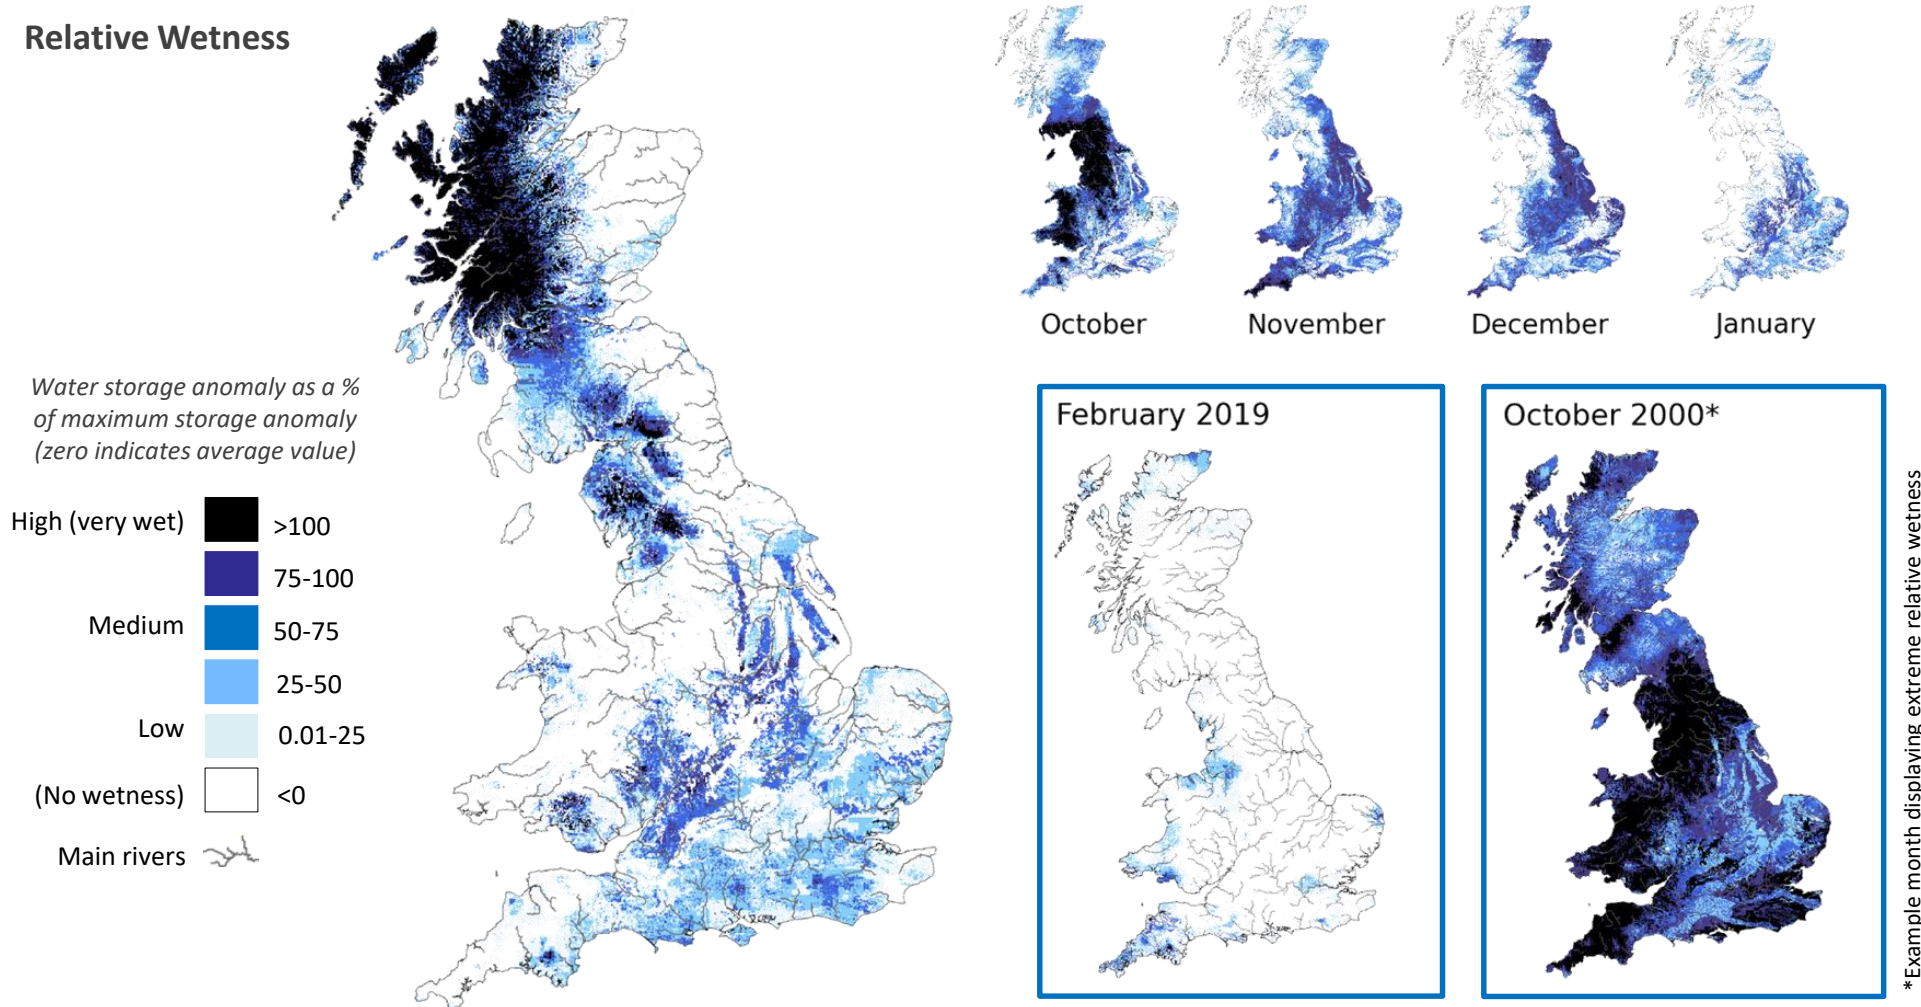 Relative Wetness
Water storage anomaly as a %
of maximum storage anomaly
(zero indicates average value)
High (very wet)
>100
75-100
Medium
50-75
25-50
Low
0.01-25
(No wetness)
<0
Main rivers
October
November
December
January
February 2019
October 2000*
*Example month displaying extreme relative wetness